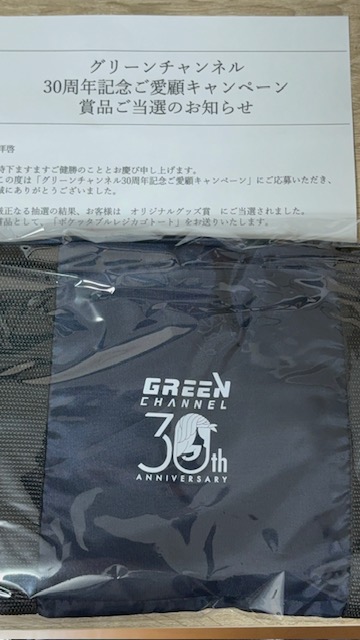 グリーンチャンネル
30周年記念ご愛顧キャンペーン
賞品ご当選のお知らせ
拝啓
時下ますますご健勝のこととお慶び申し上げます。
この度は「グリーンチャンネル30周年記念ご愛顧キャンペーン」にご応募いただき、
誠にありがとうございました。
厳正なる抽選の結果、お客様は　オリジナルグッズ賞　にご当選されました。
賞品として、「ポケッタブルレジカゴトート」をお送りいたします。
GREEN
CHANNEL
30th
ANNIVERSARY